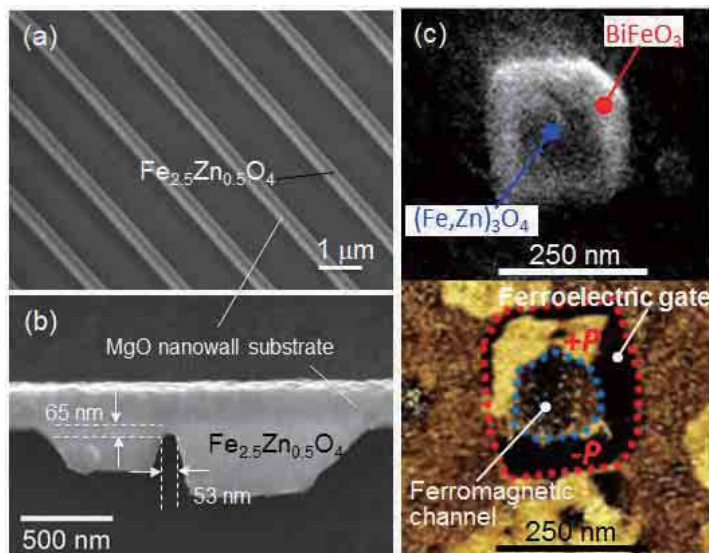 (a)
Fe2.5Zn0.5O4
1 μm
(b)
MgO nanowall substrate
65 nm
Fe2.5Zn0.5O4
53 nm
500 nm
(c)
BiFeO3
(Fe,Zn)3O4
250 nm
Ferroelectric gate
+P
-P
Ferromagnetic
channel
250 nm